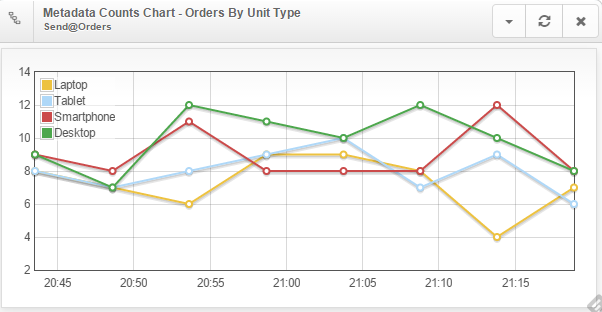 Metadata Counts Chart - Orders By Unit Type
Send@Orders
14
12
10
8
6
4
2
Laptop
Tablet
Smartphone
Desktop
20:45 20:50 20:55 21:00 21:05 21:10 21:15